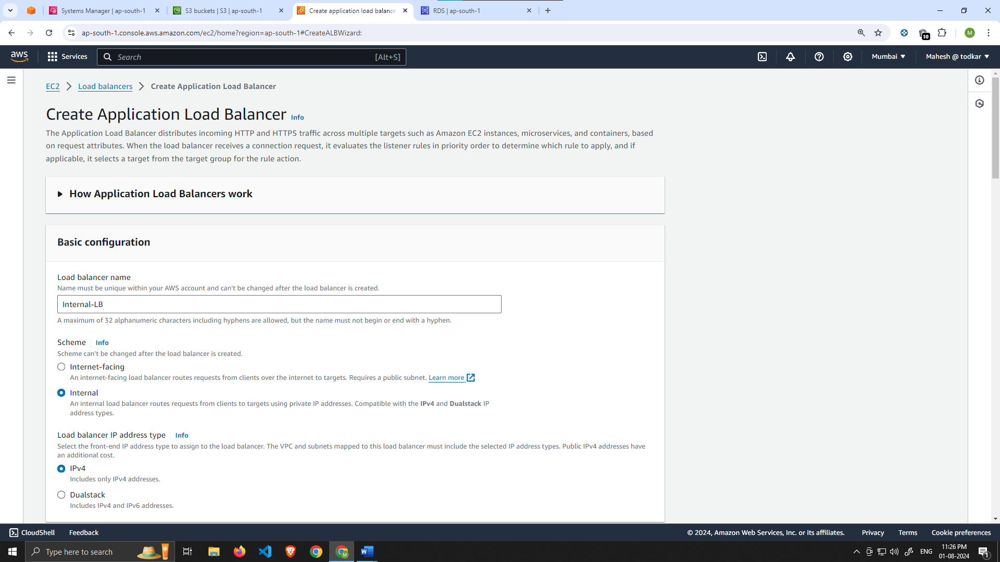 Systems Manager | ap-south-1
S3 buckets | S3 | ap-south-1
Create application load balance
RDS | ap-south-1
ap-south-1.console.aws.amazon.com/ec2/home?region=ap-south-1#CreateALBWizard:
10
M
aws
Services
Search
[Alt+S]
Mumbai
Mahesh @ todkar
EC2
Load balancers
Create Application Load Balancer
Create Application Load Balancer Info
The Application Load Balancer distributes incoming HTTP and HTTPS traffic across multiple targets such as Amazon EC2 instances, microservices, and containers, based
on request attributes. When the load balancer receives a connection request, it evaluates the listener rules in priority order to determine which rule to apply, and if
applicable, it selects a target from the target group for the rule action.
How Application Load Balancers work
Basic configuration
Load balancer name
Name must be unique within your AWS account and can't be changed after the load balancer is created.
Internal-LB
A maximum of 32 alphanumeric characters including hyphens are allowed, but the name must not begin or end with a hyphen.
Scheme Info
Scheme can't be changed after the load balancer is created.
Internet-facing
An internet-facing load balancer routes requests from clients over the internet to targets. Requires a public subnet. Learn more
Internal
An internal load balancer routes requests from clients to targets using private IP addresses. Compatible with the IPv4 and Dualstack IP
address types.
Load balancer IP address type Info
Select the front-end IP address type to assign to the load balancer. The VPC and subnets mapped to this load balancer must include the selected IP address types. Public IPv4 addresses have
an additional cost.
IPv4
Includes only IPv4 addresses.
Dualstack
Includes IPv4 and IPv6 addresses.
CloudShell
Feedback
© 2024, Amazon Web Services, Inc. or its affiliates.
Privacy
Terms
Cookie preferences
Type here to search
M
W
ENG
11:26 PM
01-08-2024
1